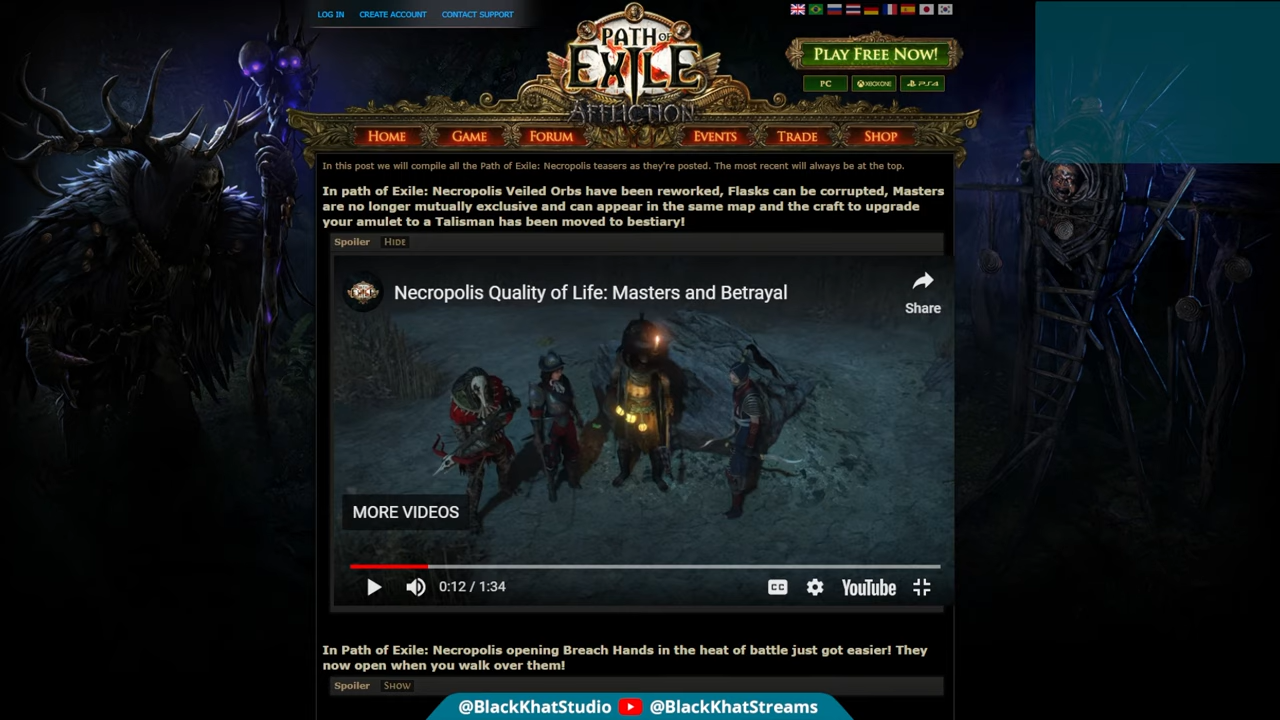 LOG IN CREATE ACCOUNT CONTACT SUPPORT
PATH OF
EXILE
AFFLICTION
PLAY FREE NOW!
PC XBOX ONE PS4
HOME GAME FORUM EVENTS TRADE SHOP
In this post we will compile all the Path of Exile: Necropolis teasers as they're posted. The most recent will always be at the top.
In path of Exile: Necropolis Veiled Orbs have been reworked, Flasks can be corrupted, Masters
are no longer mutually exclusive and can appear in the same map and the craft to upgrade
your amulet to a Talisman has been moved to bestiary!
Spoiler HIDE
Necropolis Quality of Life: Masters and Betrayal
Share
MORE VIDEOS
0:12 / 1:34
CC YouTube
In Path of Exile: Necropolis opening Breach Hands in the heat of battle just got easier! They
now open when you walk over them!
Spoiler SHOW
@BlackKhatStudio @BlackKhatStreams